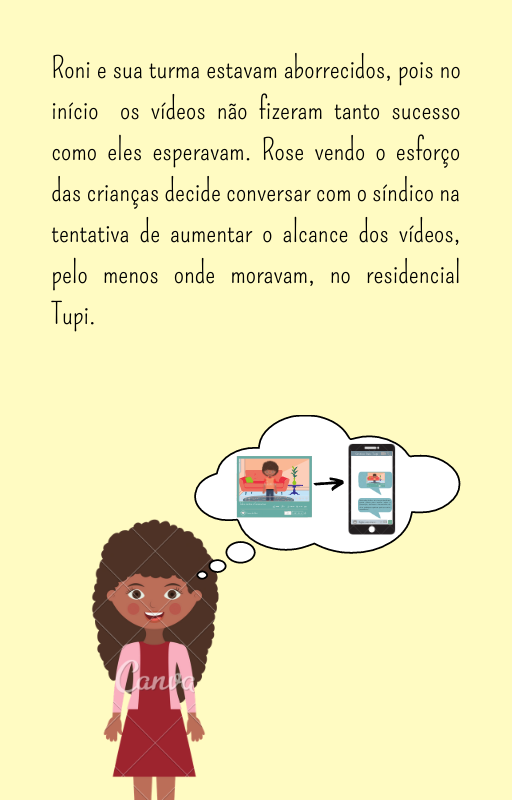 Roni e sua turma estavam aborrecidos, pois no
início os vídeos não fizeram tanto sucesso
como eles esperavam. Rose vendo o esforço
das crianças decide conversar com o síndico na
tentativa de aumentar o alcance dos vídeos,
pelo menos onde moravam, no residencial
Tupi.
Canva